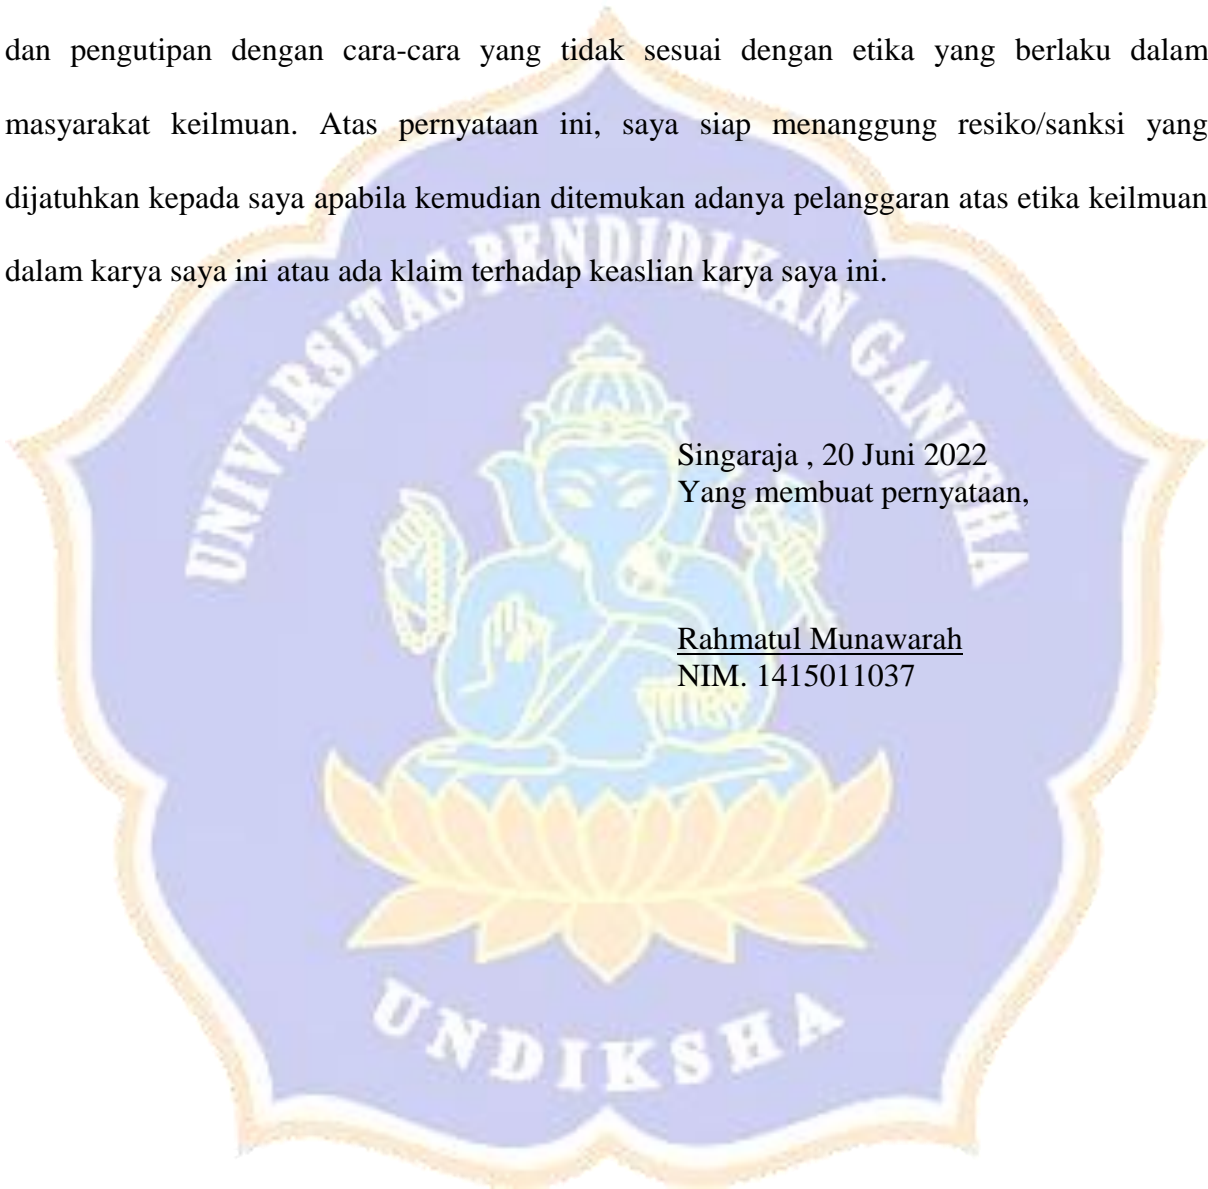 dan pengutipan dengan cara-cara yang tidak sesuai dengan etika yang berlaku dalam
masyarakat keilmuan. Atas pernyataan ini, saya siap menanggung resiko/sanksi yang
dijatuhkan kepada saya apabila kemudian ditemukan adanya pelanggaran atas etika keilmuan
dalam karya saya ini atau ada klaim terhadap keaslian karya saya ini.
UNIVERSITAS PENDIDIKAN GANESHA
Singaraja , 20 Juni 2022
Yang membuat pernyataan,
Rahmatul Munawarah
NIM. 1415011037
UNDIKSHA